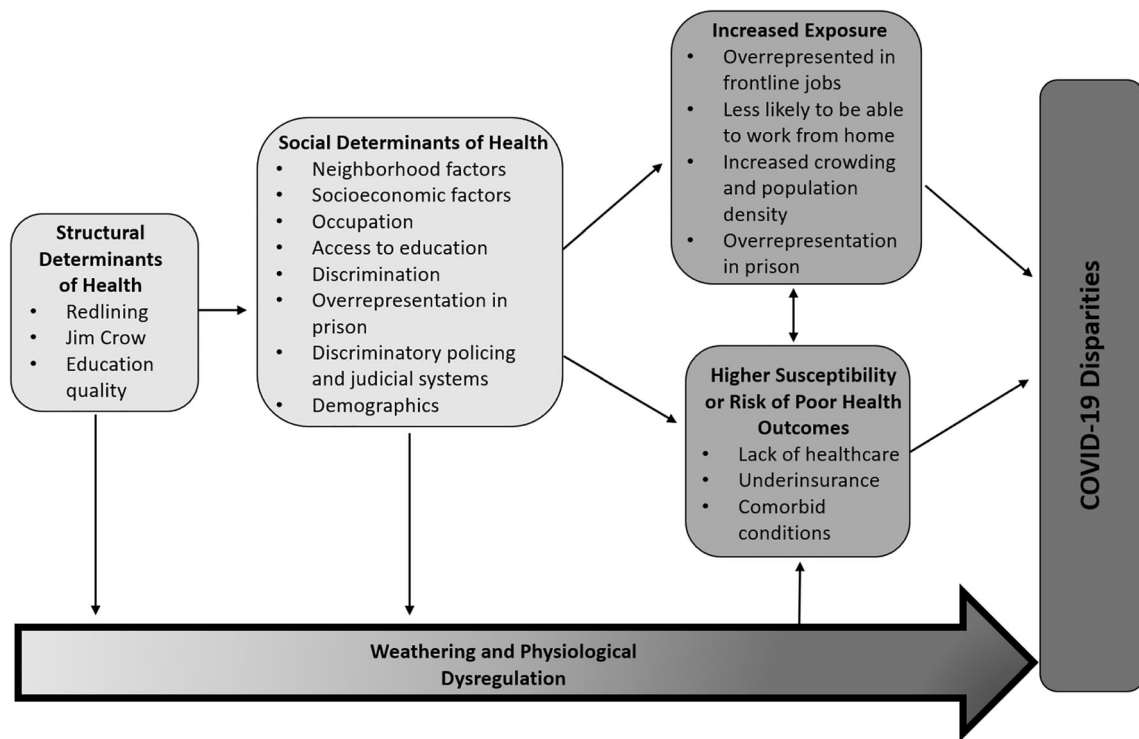 Structural
Determinants
of Health
• Redlining
• Jim Crow
• Education
quality
Social Determinants of Health
• Neighborhood factors
• Socioeconomic factors
• Occupation
• Access to education
• Discrimination
• Overrepresentation in
prison
• Discriminatory policing
and judicial systems
• Demographics
Increased Exposure
• Overrepresented in
frontline jobs
• Less likely to be able
to work from home
• Increased crowding
and population
density
• Overrepresentation
in prison
Higher Susceptibility
or Risk of Poor Health
Outcomes
• Lack of healthcare
• Underinsurance
• Comorbid
conditions
COVID-19 Disparities
Weathering and Physiological
Dysregulation